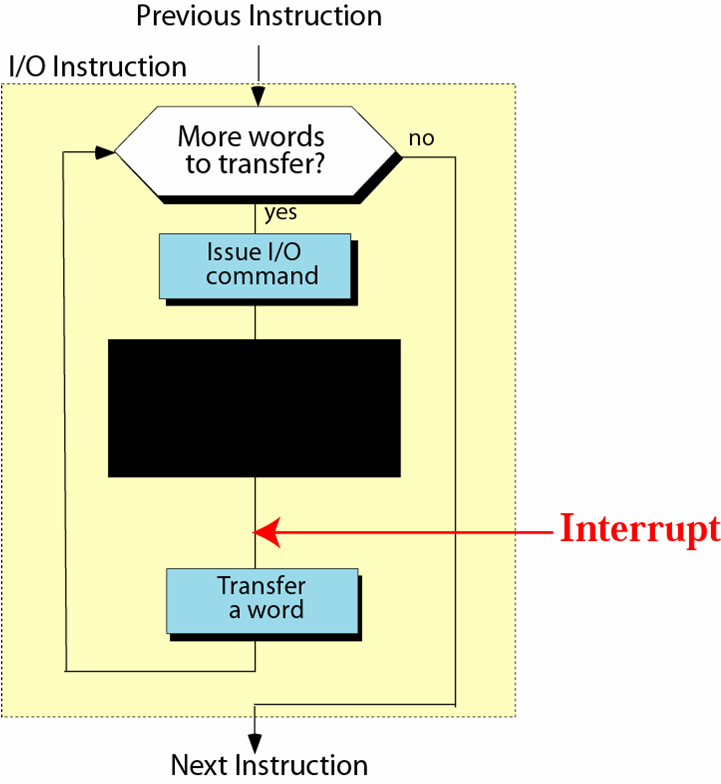 Previous Instruction
I/O Instruction
More words
to transfer?
no
yes
Issue I/O
command
Interrupt
Transfer
a word
Next Instruction